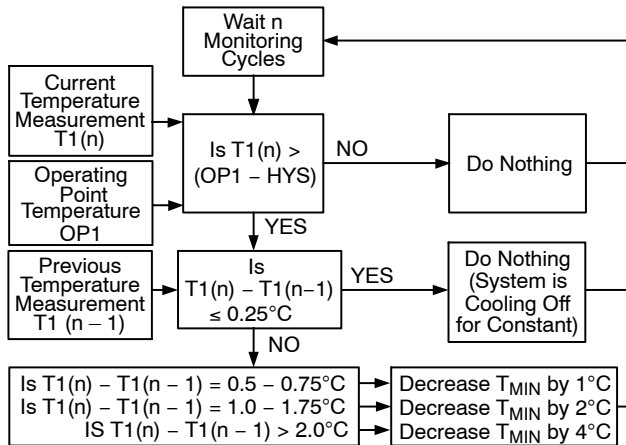 Wait n
Monitoring
Cycles
Current
Temperature
Measurement
T1(n)
Is T1(n) >
(OP1 – HYS)
NO
Do Nothing
Operating
Point
Temperature
OP1
YES
Previous
Temperature
Measurement
T1 (n – 1)
Is
T1(n) – T1(n–1)
≤ 0.25°C
YES
Do Nothing
(System is
Cooling Off
for Constant)
NO
Is T1(n) – T1(n – 1) = 0.5 – 0.75°C
Decrease TMIN by 1°C
Is T1(n) – T1(n – 1) = 1.0 – 1.75°C
Decrease TMIN by 2°C
IS T1(n) – T1(n – 1) > 2.0°C
Decrease TMIN by 4°C